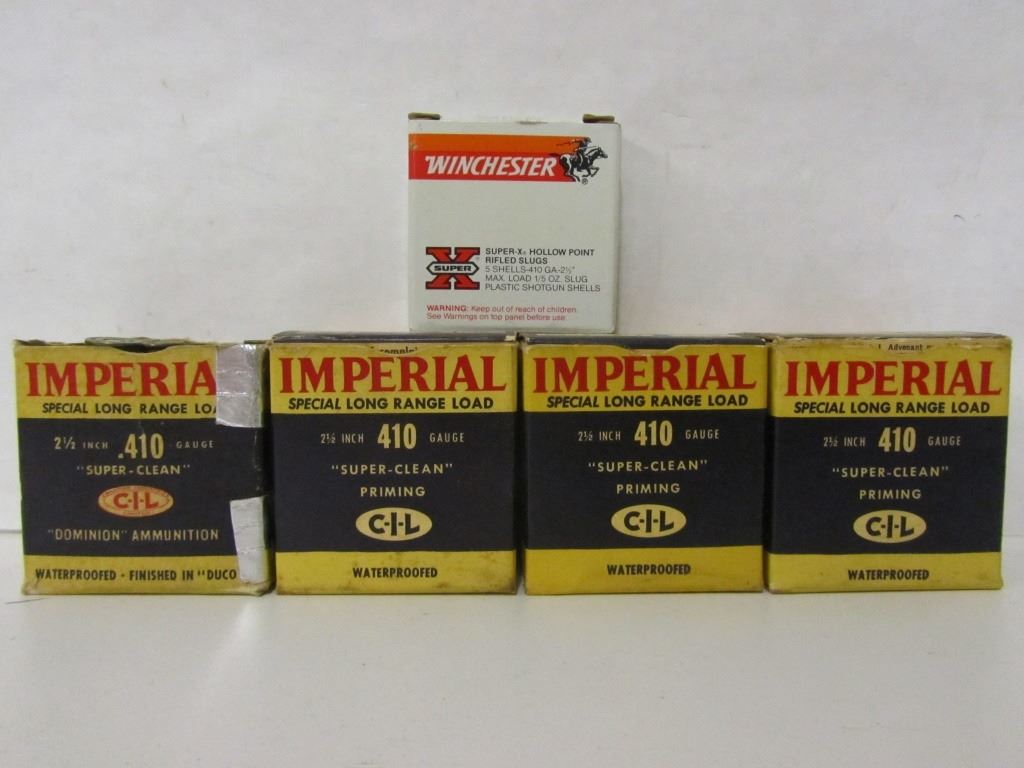 WINCHESTER
®
X SUPER
SUPER-X® HOLLOW POINT
RIFLED SLUGS
5 SHELLS-410 GA-2½"
MAX. LOAD 1/5 OZ. SLUG
PLASTIC SHOTGUN SHELLS
WARNING: Keep out of reach of children.
See Warnings on top panel before use.
IMPERIA
SPECIAL LONG RANGE LOA
2½ INCH .410 GAUGE
"SUPER-CLEAN"
C-I-L
"DOMINION" AMMUNITION
WATERPROOFED - FINISHED IN "DUCO
IMPERIAL
SPECIAL LONG RANGE LOAD
2½ INCH 410 GAUGE
"SUPER-CLEAN"
PRIMING
C-I-L
WATERPROOFED
IMPERIAL
SPECIAL LONG RANGE LOAD
2½ INCH 410 GAUGE
"SUPER-CLEAN"
PRIMING
C-I-L
WATERPROOFED
IMPERIAL
SPECIAL LONG RANGE LOAD
2½ INCH 410 GAUGE
"SUPER-CLEAN"
PRIMING
C-I-L
WATERPROOFED